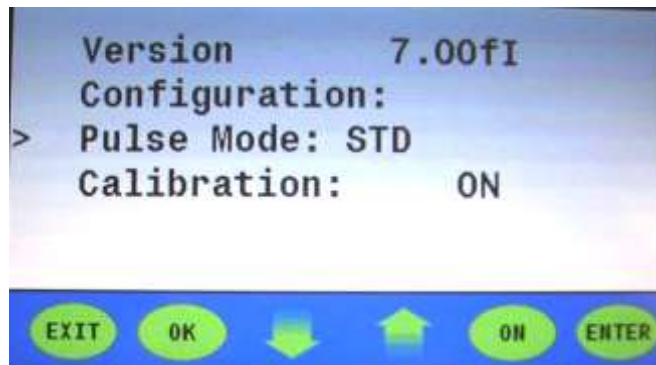 Version 7.00fI
Configuration:
> Pulse Mode: STD
Calibration: ON
EXIT OK ON ENTER